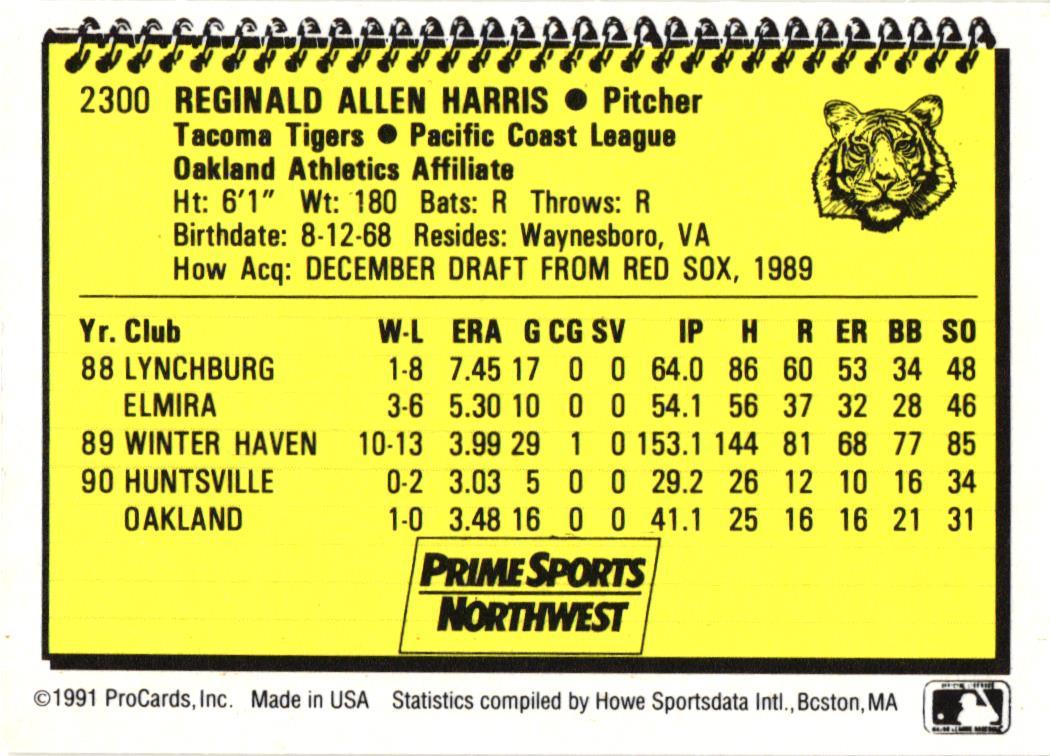 2300 REGINALD ALLEN HARRIS ● Pitcher
Tacoma Tigers ● Pacific Coast League
Oakland Athletics Affiliate
Ht: 6'1" Wt: 180 Bats: R Throws: R
Birthdate: 8-12-68 Resides: Waynesboro, VA
How Acq: DECEMBER DRAFT FROM RED SOX, 1989
Yr. Club W-L ERA G CG SV IP H R ER BB SO
88 LYNCHBURG 1-8 7.45 17 0 0 64.0 86 60 53 34 48
ELMIRA 3-6 5.30 10 0 0 54.1 56 37 32 28 46
89 WINTER HAVEN 10-13 3.99 29 1 0 153.1 144 81 68 77 85
90 HUNTSVILLE 0-2 3.03 5 0 0 29.2 26 12 10 16 34
OAKLAND 1-0 3.48 16 0 0 41.1 25 16 16 21 31
PRIME SPORTS
NORTHWEST
©1991 ProCards, Inc. Made in USA Statistics compiled by Howe Sportsdata Intl., Bcston, MA